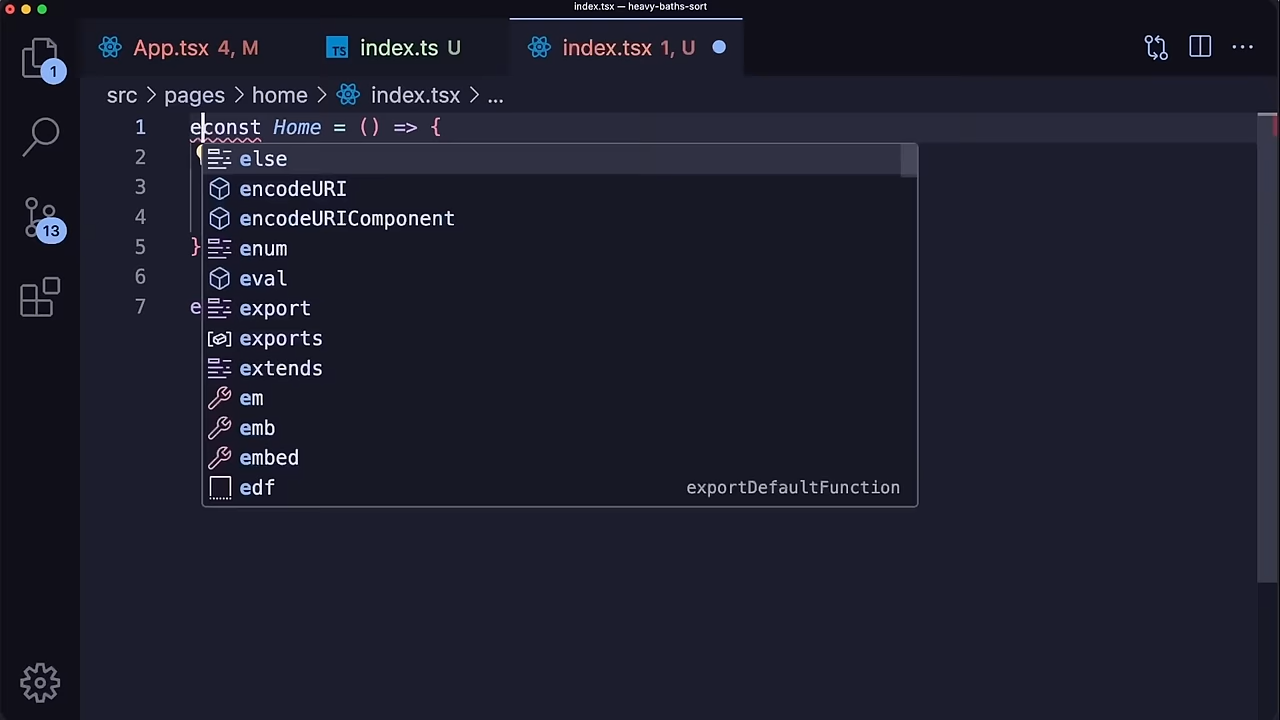 index.tsx — heavy-baths-sort
App.tsx 4, M
TS index.ts U
index.tsx 1, U
1
src > pages > home > index.tsx > ...
1 econst Home = () => {
2
else
3 encodeURI
4 encodeURIComponent
13
5 } enum
6 eval
7 e export
exports
extends
em
emb
embed
edf exportDefaultFunction